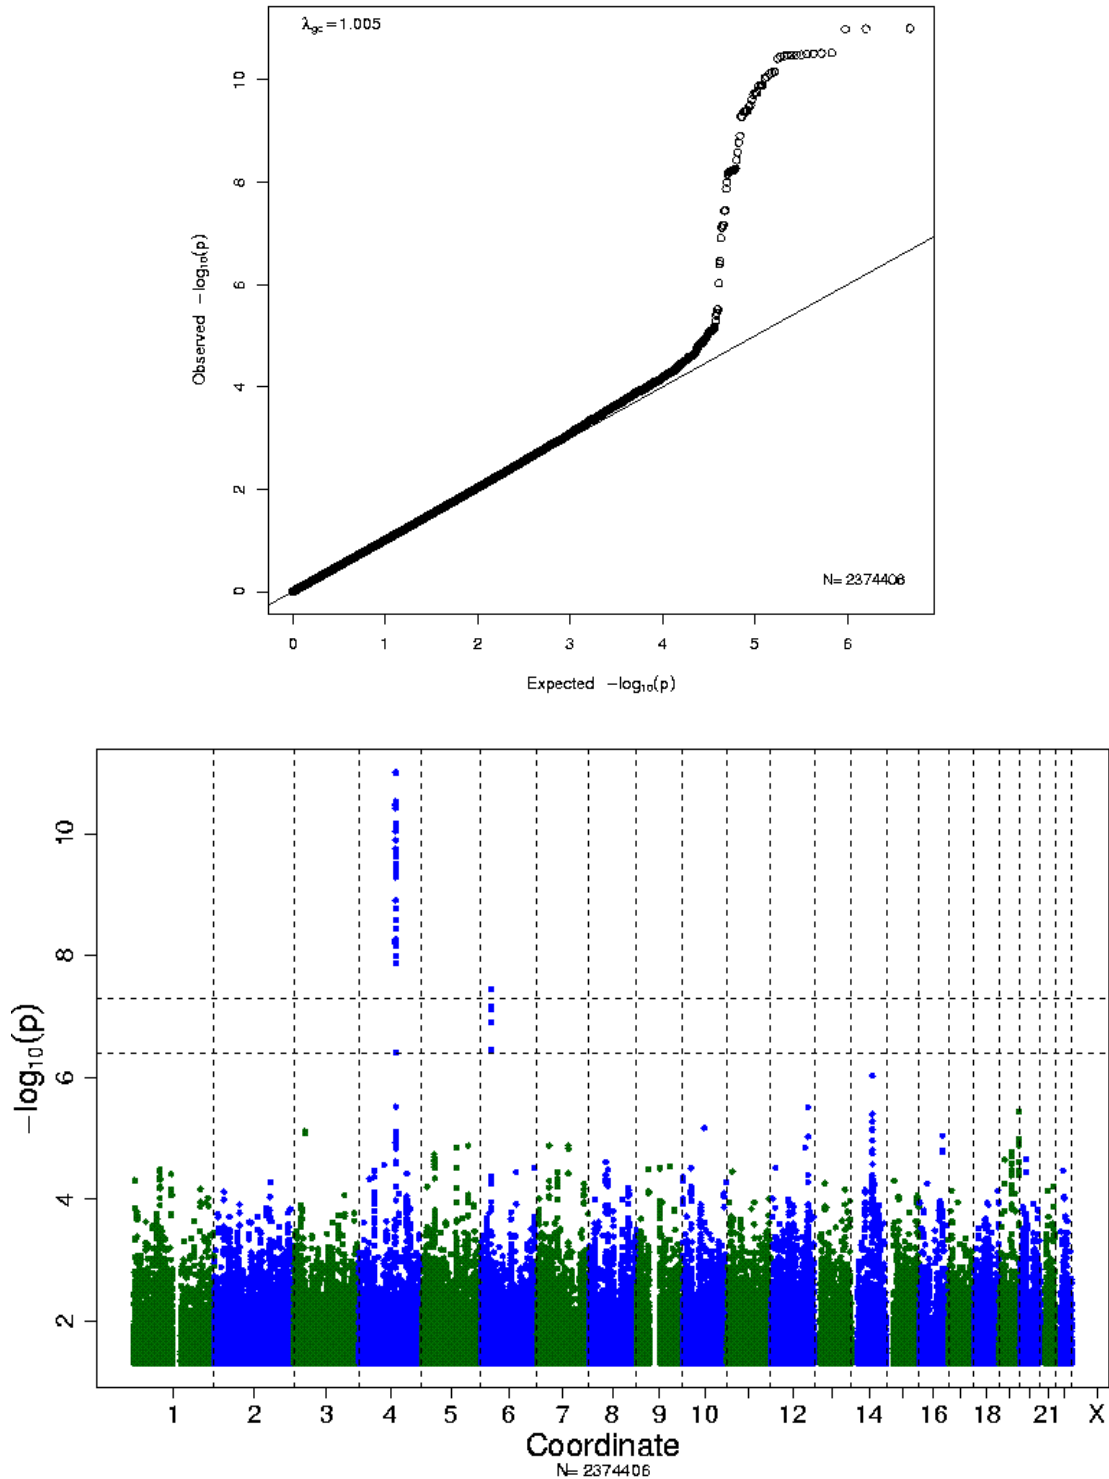 λgc=1.005
10
8
6
4
2
0
Observed −log10(p)
N= 2374406
0 1 2 3 4 5 6
Expected −log10(p)
10
8
6
4
2
−log10(p)
1 2 3 4 5 6 7 8 9 10 12 14 16 18 21 X
Coordinate
N= 2374406